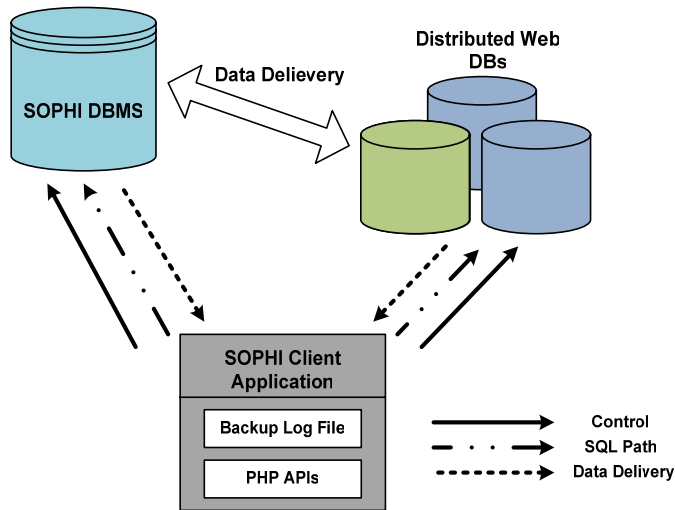 Distributed Web
DBs
Data Delievery
SOPHI DBMS
SOPHI Client
Application
Backup Log File
PHP APIs
Control
SQL Path
Data Delivery